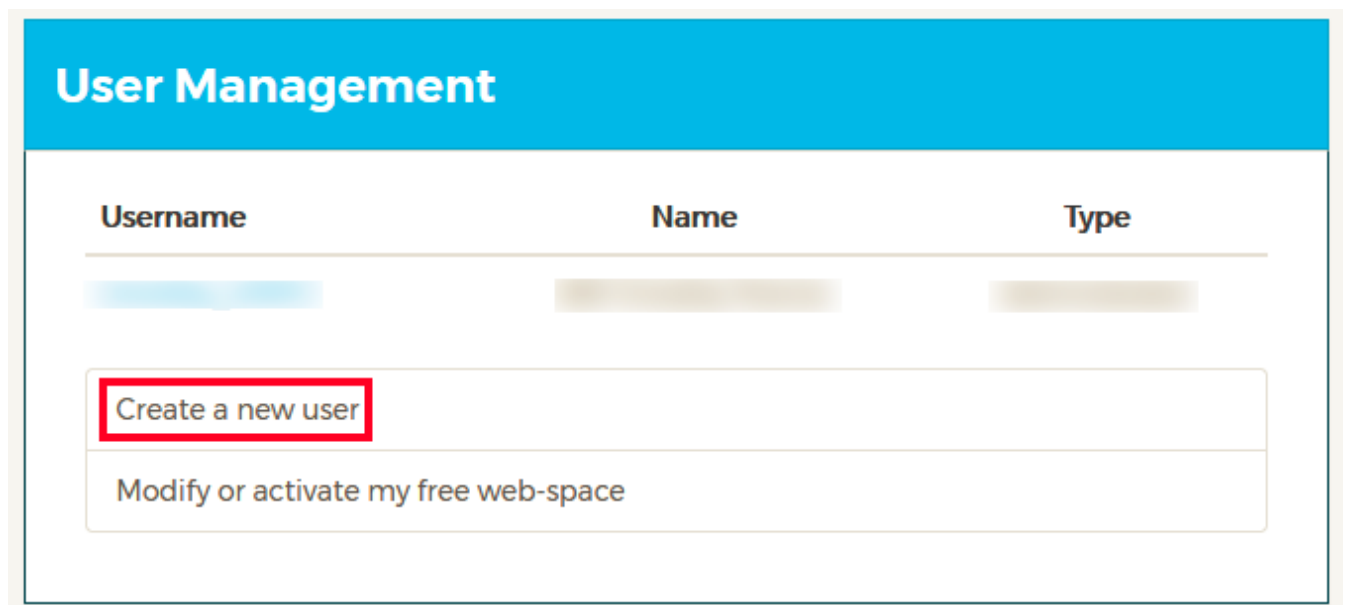 User Management
Username Name Type
Create a new user
Modify or activate my free web-space